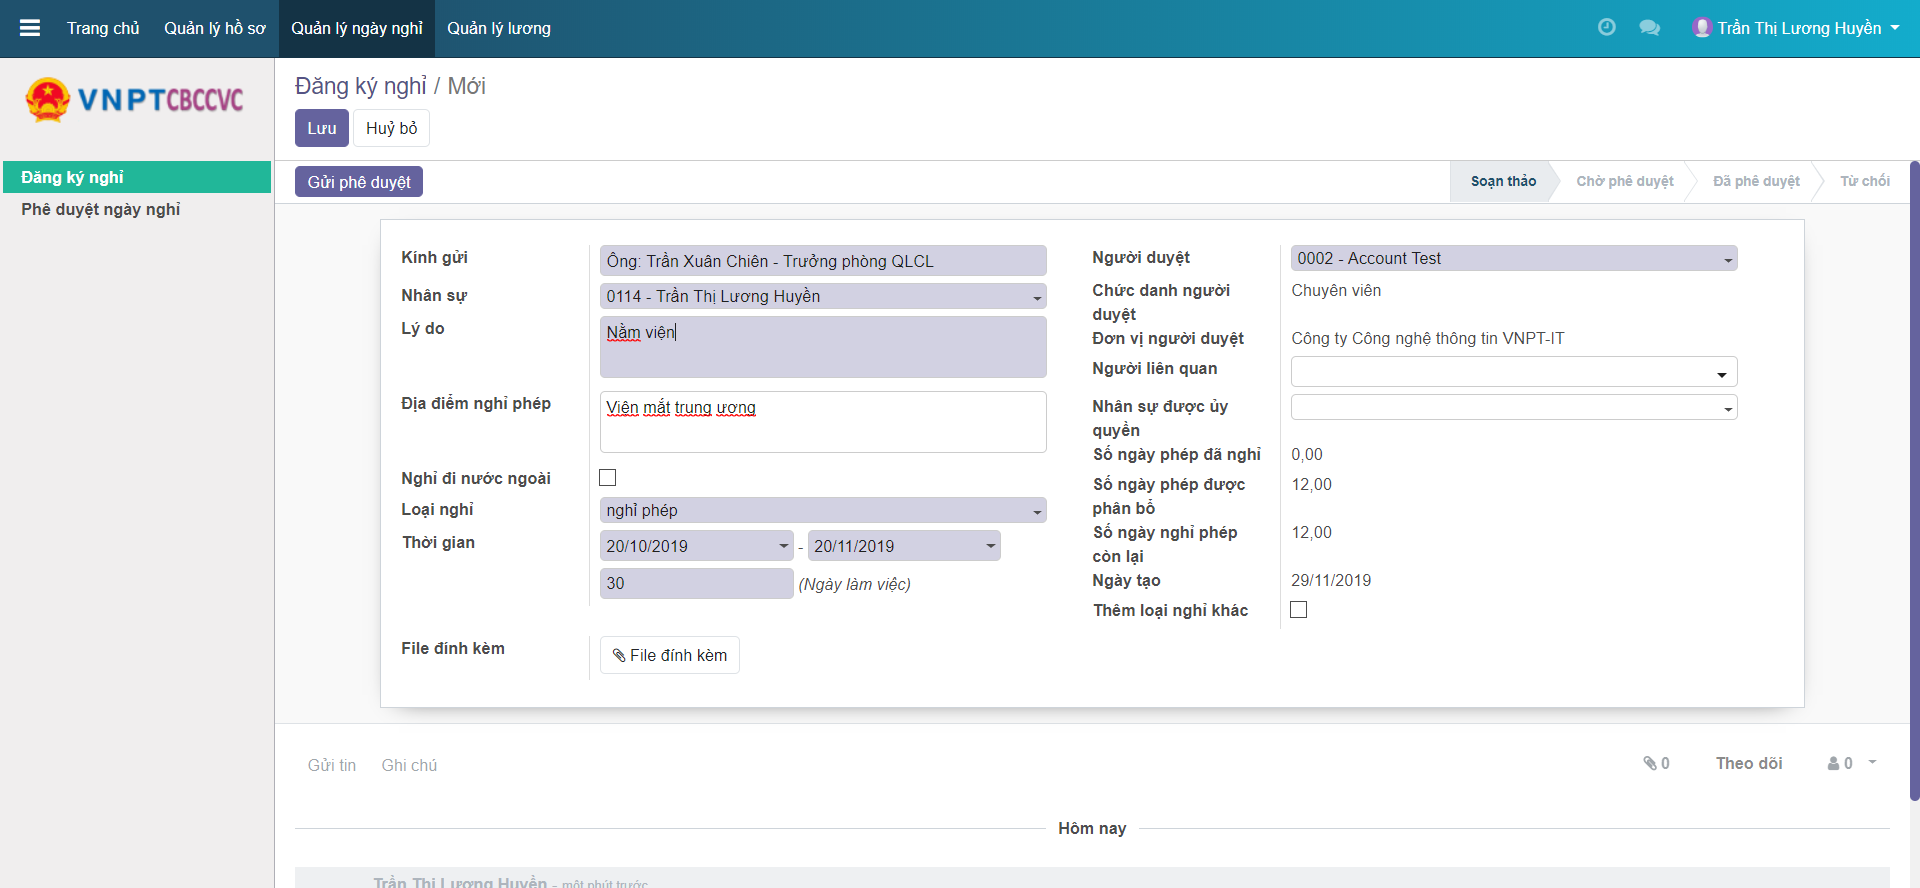 Trang chủ Quản lý hồ sơ Quản lý ngày nghỉ Quản lý lương Trần Thị Lương Huyền
VNPT CBCCVC
Đăng ký nghỉ
Phê duyệt ngày nghỉ
Đăng ký nghỉ / Mới
Lưu Huỷ bỏ
Gửi phê duyệt Soạn thảo Chờ phê duyệt Đã phê duyệt Từ chối
Kính gửi Ông: Trần Xuân Chiên - Trưởng phòng QLCL
Nhân sự 0114 - Trần Thị Lương Huyền
Lý do Nằm viện
Địa điểm nghỉ phép Viện mắt trung ương
Nghỉ đi nước ngoài
Loại nghỉ nghỉ phép
Thời gian 20/10/2019 - 20/11/2019
30 (Ngày làm việc)
File đính kèm File đính kèm
Người duyệt 0002 - Account Test
Chức danh người Chuyên viên
duyệt
Đơn vị người duyệt Công ty Công nghệ thông tin VNPT-IT
Người liên quan
Nhân sự được ủy
quyền
Số ngày phép đã nghỉ 0,00
Số ngày phép được 12,00
phân bổ
Số ngày nghỉ phép 12,00
còn lại
Ngày tạo 29/11/2019
Thêm loại nghỉ khác
Gửi tin Ghi chú 0 Theo dõi 0
Hôm nay
Trần Thị Lương Huyền - một phút trước